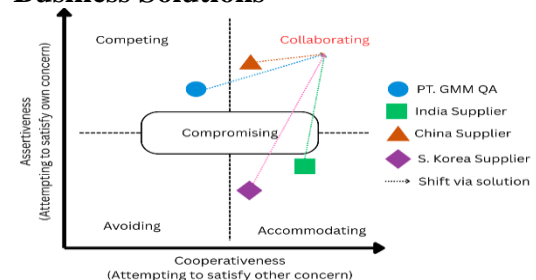 Business Solutions
Competing
Collaborating
Compromising
Avoiding
Accommodating
Assertiveness
(Attempting to satisfy own concern)
Cooperativeness
(Attempting to satisfy other concern)
PT. GMM QA
India Supplier
China Supplier
S. Korea Supplier
Shift via solution